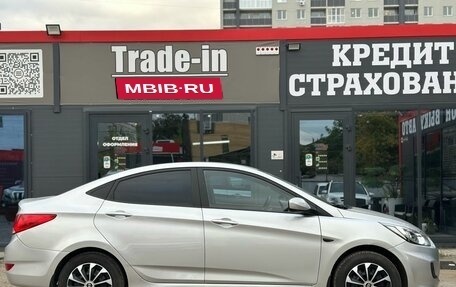 Trade-in
MBIB.RU
КРЕДИТ
СТРАХОВАН
ОТДЕЛ
ОФОРМЛЕНИЯ